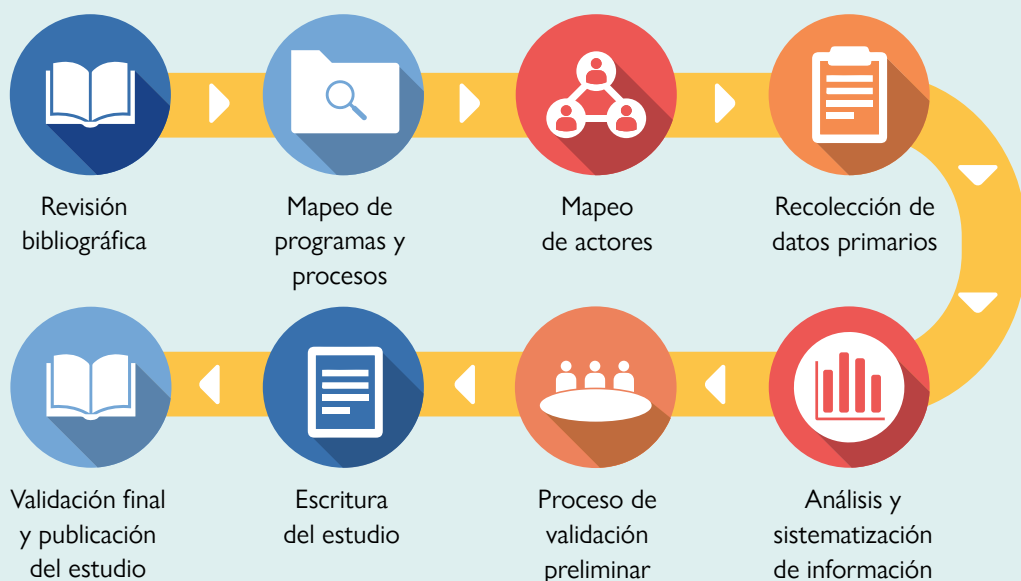 Revisión
bibliográfica
Mapeo de
programas y
procesos
Mapeo
de actores
Recolección de
datos primarios
Análisis y
sistematización
de información
Proceso de
validación
preliminar
Escritura
del estudio
Validación final
y publicación
del estudio